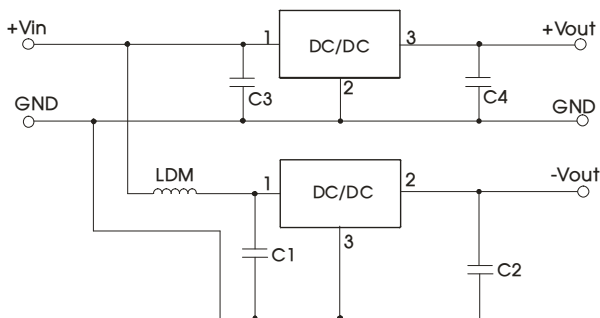 +Vin
1
DC/DC
3
+Vout
2
C3
C4
GND
GND
LDM
1
DC/DC
2
-Vout
3
C1
C2